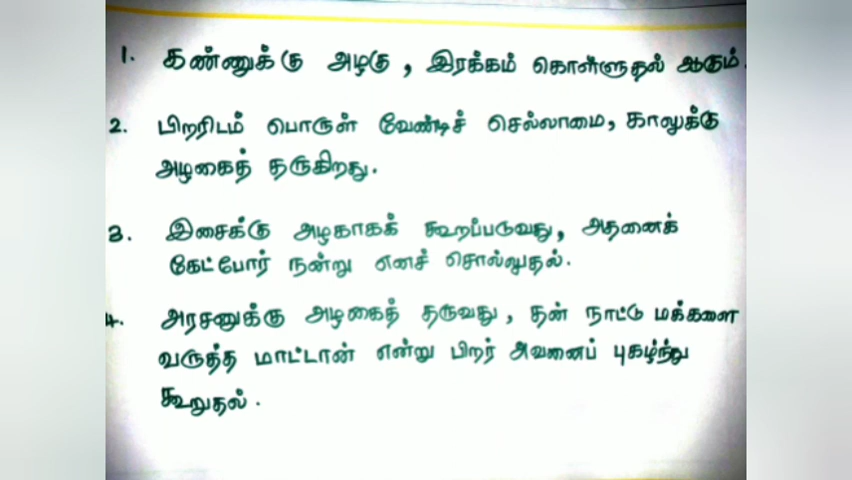 1. கண்ணுக்கு அழகு, இரக்கம் கொள்ளுதல் ஆகும்.
2. பிறரிடம் பொருள் வேண்டிச் செல்லாமை, காலுக்கு
அழகைத் தருகிறது.
3. இசைக்கு அழகாகக் கூறப்படுவது, அதனைக்
கேட்போர் நன்று எனச் சொல்லுதல்.
4. அரசனுக்கு அழகைத் தருவது, தன் நாட்டு மக்களை
வருத்த மாட்டான் என்று பிறர் அவனைப் புகழ்ந்து
கூறுதல்.